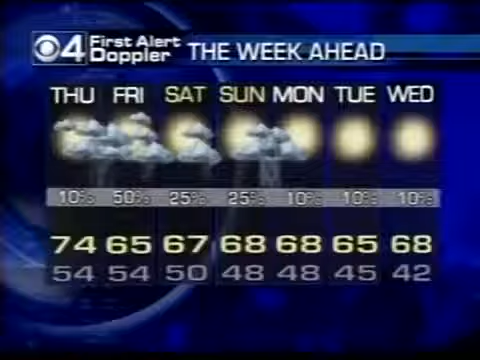 4 First Alert
Doppler THE WEEK AHEAD
THU FRI SAT SUN MON TUE WED
10% 50% 25% 25% 10% 10% 10%
74 65 67 68 68 65 68
54 54 50 48 48 45 42